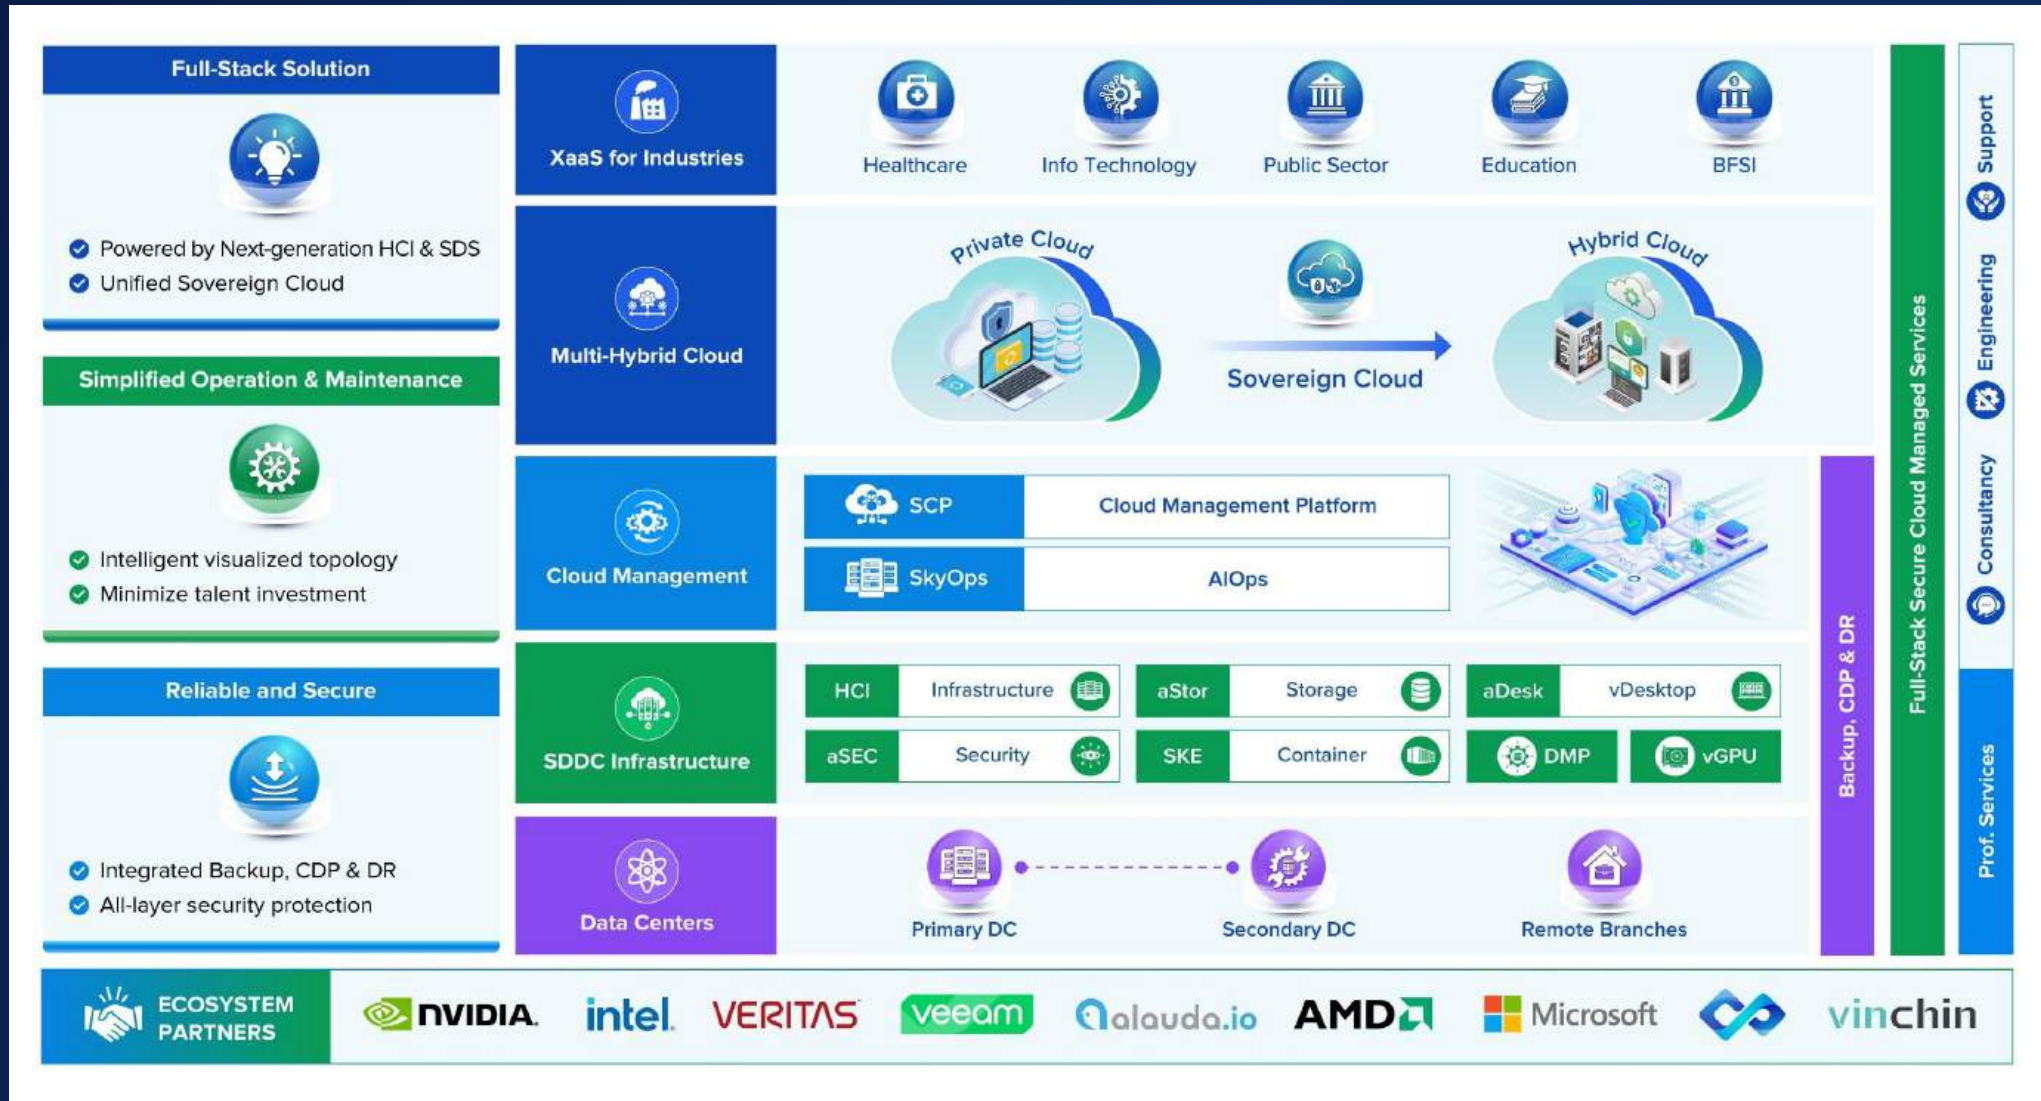 Full-Stack Solution
Powered by Next-generation HCI & SDS
Unified Sovereign Cloud
Simplified Operation & Maintenance
Intelligent visualized topology
Minimize talent investment
Reliable and Secure
Integrated Backup, CDP & DR
All-layer security protection
XaaS for Industries
Healthcare
Info Technology
Public Sector
Education
BFSI
Multi-Hybrid Cloud
Private Cloud
Sovereign Cloud
Hybrid Cloud
Cloud Management
SCP
Cloud Management Platform
SkyOps
AIOps
SDDC Infrastructure
HCI
Infrastructure
aStor
Storage
aDesk
vDesktop
aSEC
Security
SKE
Container
DMP
vGPU
Data Centers
Primary DC
Secondary DC
Remote Branches
Backup, CDP & DR
Full-Stack Secure Cloud Managed Services
Support
Engineering
Consultancy
Prof. Services
ECOSYSTEM
PARTNERS
NVIDIA.
intel.
VERITAS
veeam
alauda.io
AMD
Microsoft
vinchin